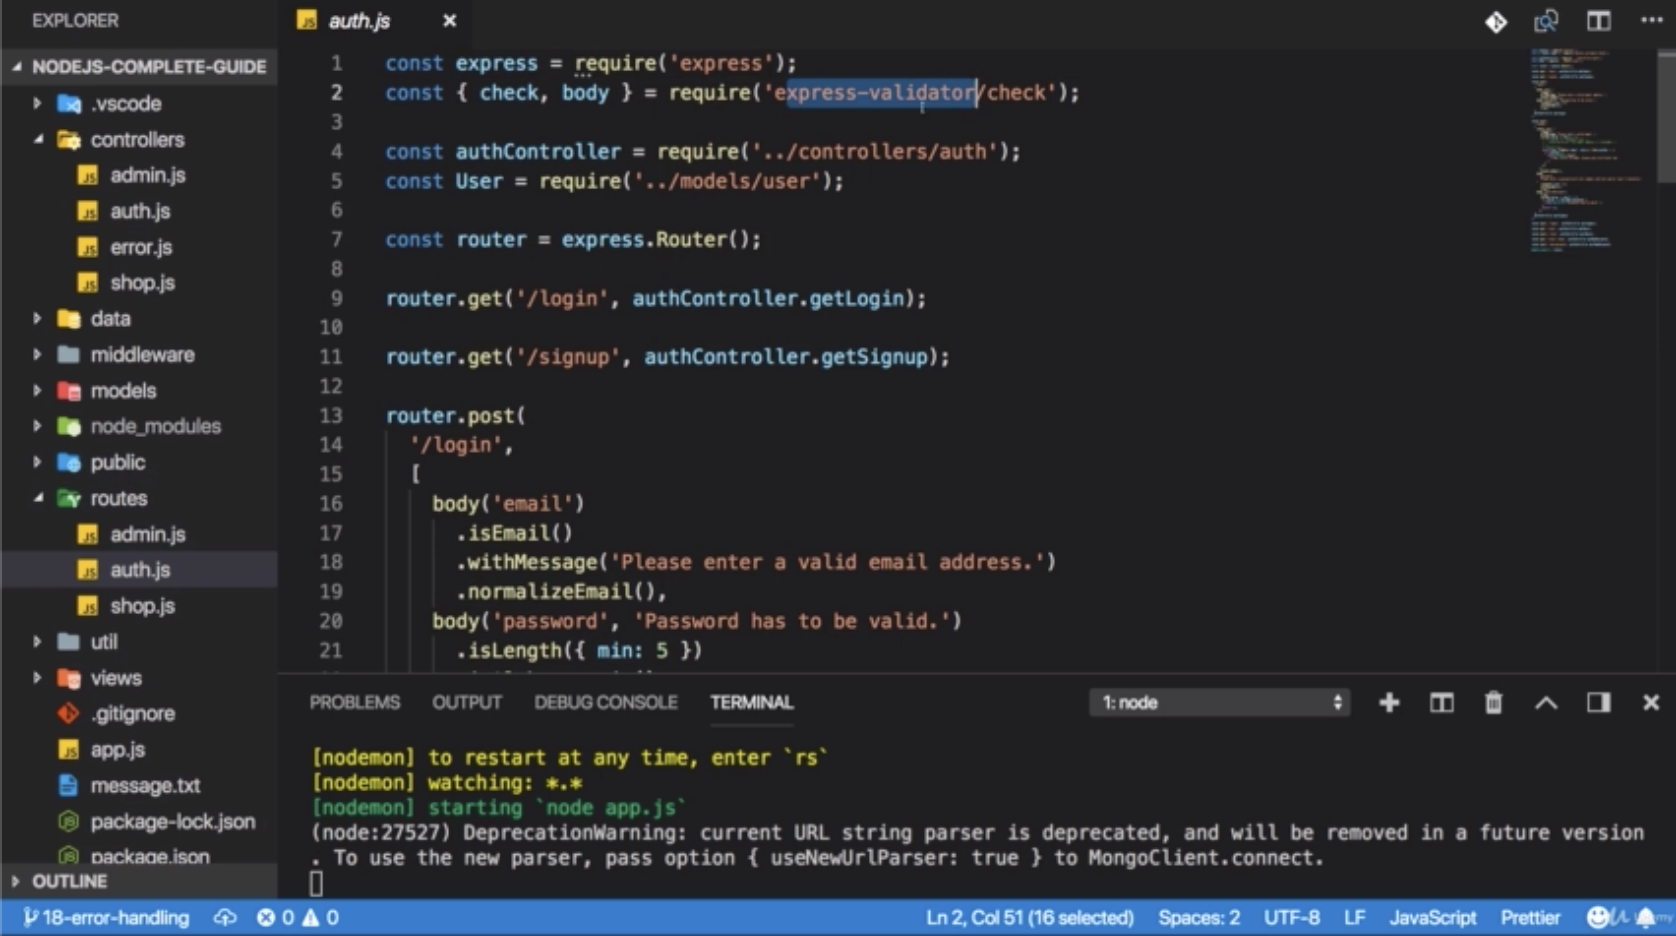 EXPLORER
NODEJS-COMPLETE-GUIDE
.vscode
controllers
admin.js
auth.js
error.js
shop.js
data
middleware
models
node_modules
public
routes
admin.js
auth.js
shop.js
util
views
.gitignore
app.js
message.txt
package-lock.json
package.json
OUTLINE
auth.js
1 const express = require('express');
2 const { check, body } = require('express-validator/check');
3
4 const authController = require('../controllers/auth');
5 const User = require('../models/user');
6
7 const router = express.Router();
8
9 router.get('/login', authController.getLogin);
10
11 router.get('/signup', authController.getSignup);
12
13 router.post(
14 '/login',
15 [
16 body('email')
17 .isEmail()
18 .withMessage('Please enter a valid email address.')
19 .normalizeEmail(),
20 body('password', 'Password has to be valid.')
21 .isLength({ min: 5 })
PROBLEMS OUTPUT DEBUG CONSOLE TERMINAL 1: node
[nodemon] to restart at any time, enter `rs`
[nodemon] watching: *.*
[nodemon] starting `node app.js`
(node:27527) DeprecationWarning: current URL string parser is deprecated, and will be removed in a future version
. To use the new parser, pass option { useNewUrlParser: true } to MongoClient.connect.
18-error-handling 0 0 Ln 2, Col 51 (16 selected) Spaces: 2 UTF-8 LF JavaScript Prettier